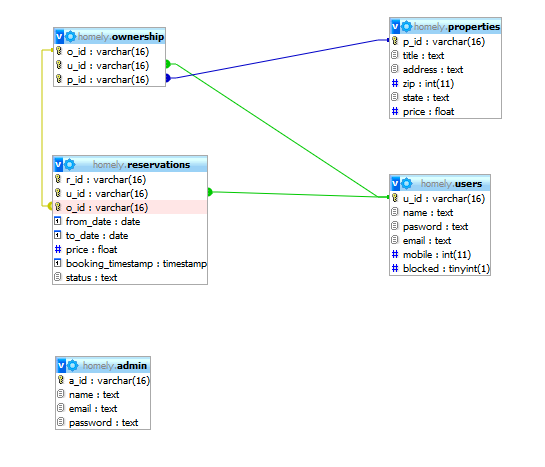 homely.ownership
o_id : varchar(16)
u_id : varchar(16)
p_id : varchar(16)
homely.properties
p_id : varchar(16)
title : text
address : text
zip : int(11)
state : text
price : float
homely.reservations
r_id : varchar(16)
u_id : varchar(16)
o_id : varchar(16)
from_date : date
to_date : date
price : float
booking_timestamp : timestamp
status : text
homely.users
u_id : varchar(16)
name : text
pasword : text
email : text
mobile : int(11)
blocked : tinyint(1)
homely.admin
a_id : varchar(16)
name : text
email : text
password : text